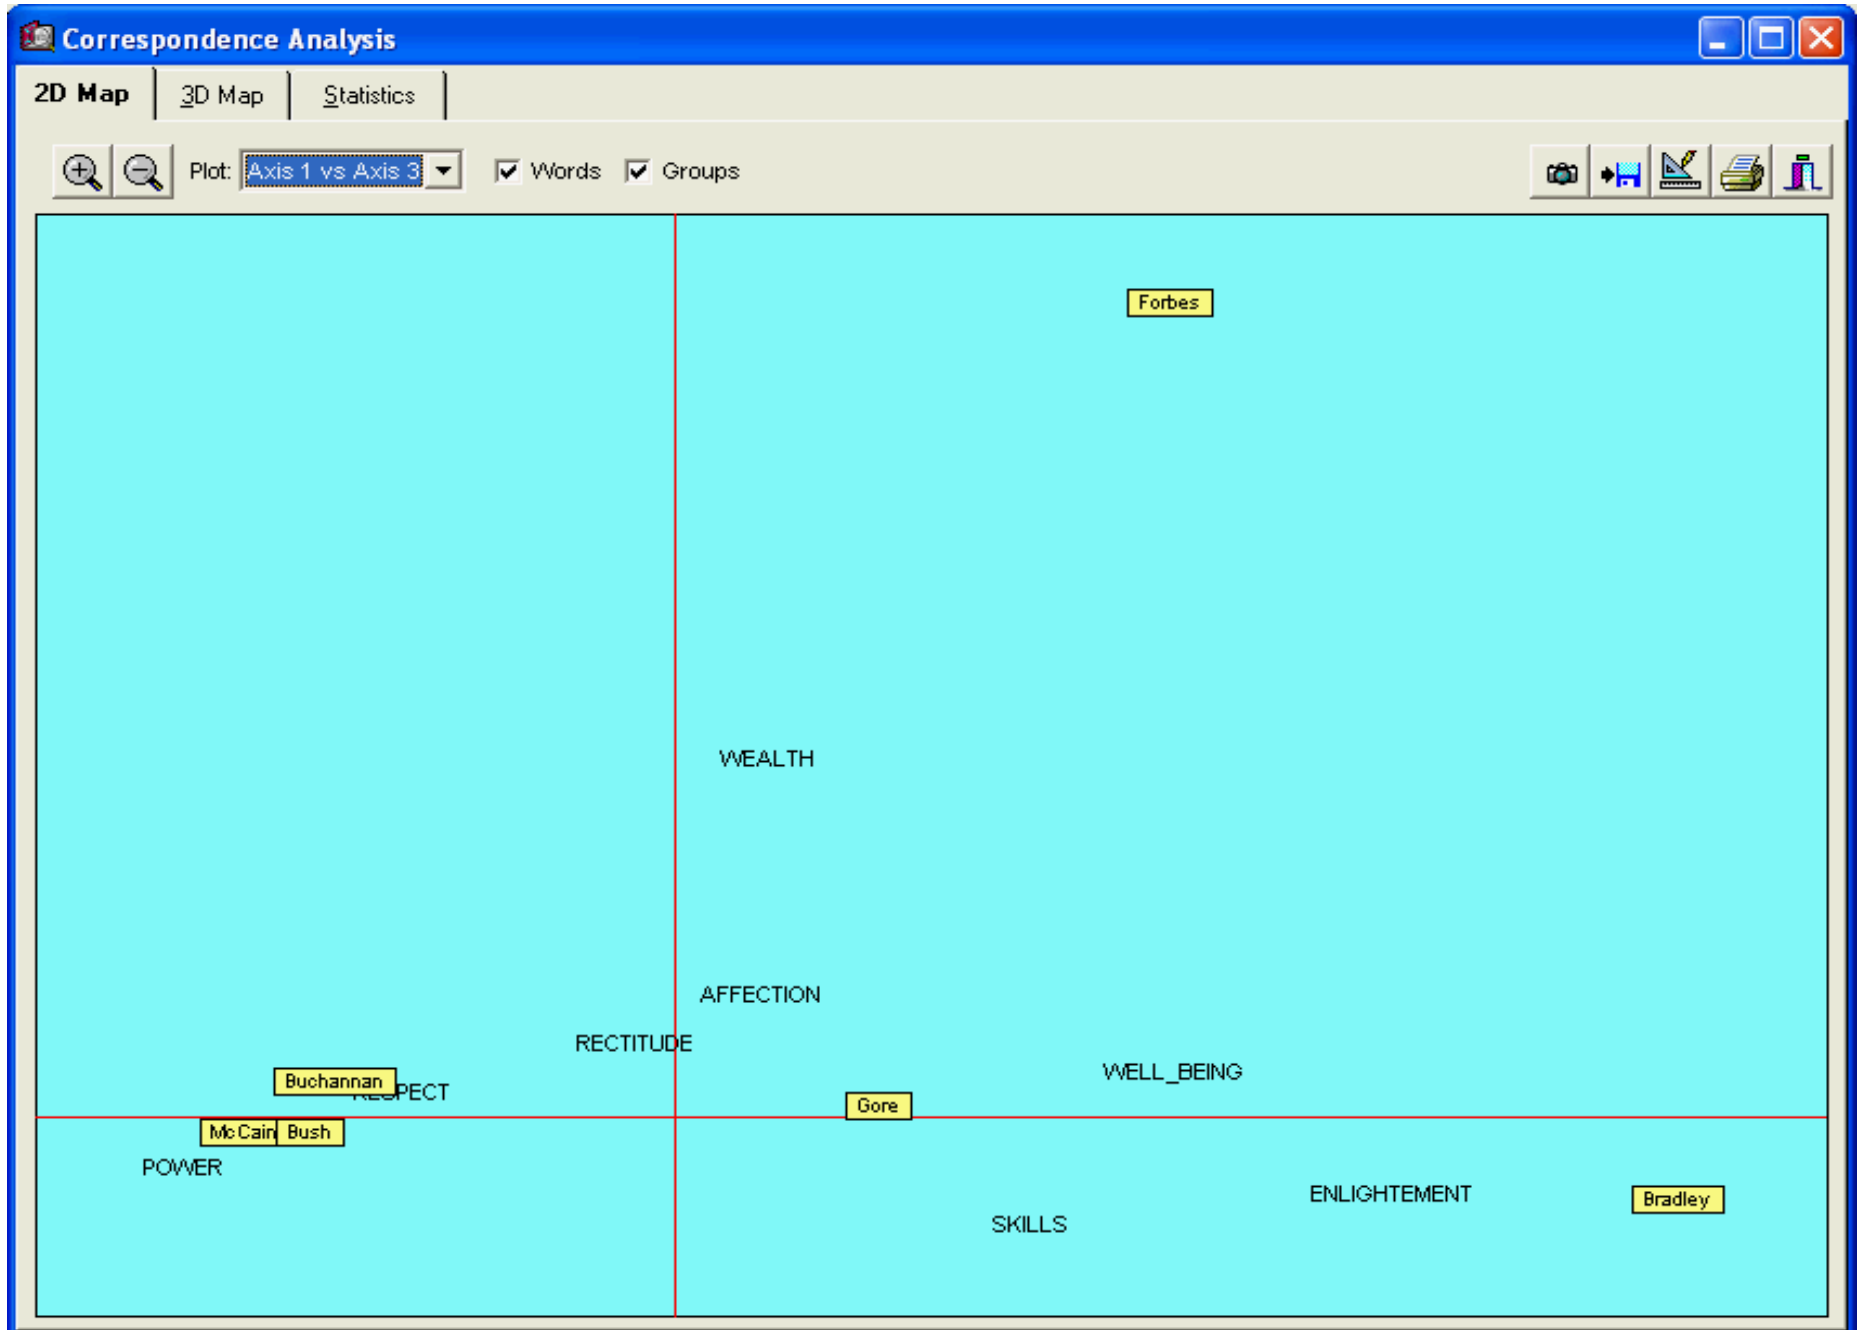 Correspondence Analysis
2D Map 3D Map Statistics
Plot: Axis 1 vs Axis 3 Words Groups
Forbes
WEALTH
AFFECTION
RECTITUDE
WELL_BEING
Buchannan
RESPECT
Gore
McCain Bush
POWER
ENLIGHTEMENT
Bradley
SKILLS